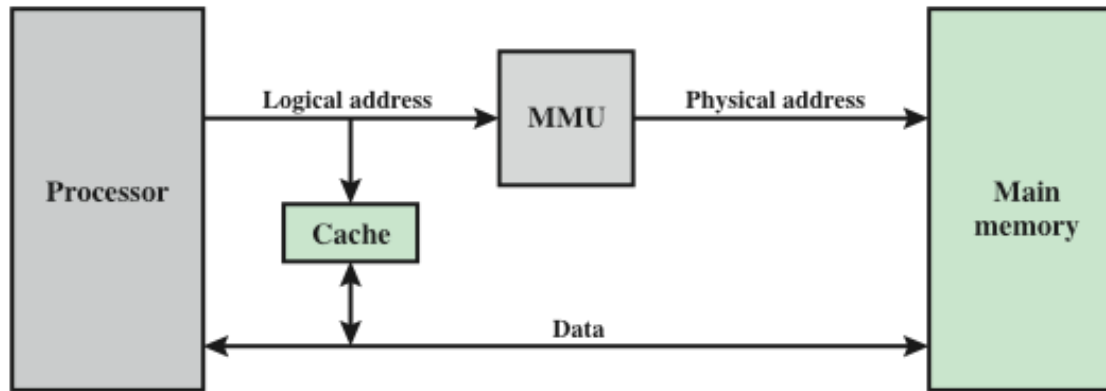 Logical address
Physical address
MMU
Processor
Cache
Main
memory
Data